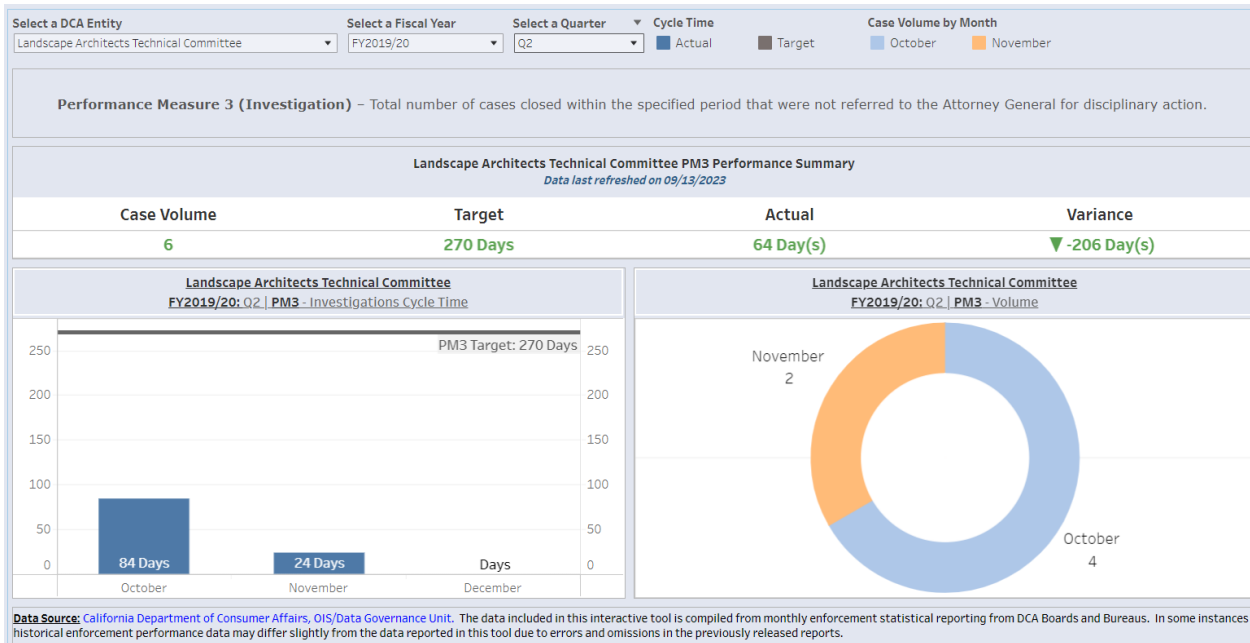 Select a DCA Entity
Select a Fiscal Year
Select a Quarter
Cycle Time
Case Volume by Month
Landscape Architects Technical Committee
FY2019/20
Q2
Actual
Target
October
November
Performance Measure 3 (Investigation) – Total number of cases closed within the specified period that were not referred to the Attorney General for disciplinary action.
Landscape Architects Technical Committee PM3 Performance Summary
Data last refreshed on 09/13/2023
Case Volume
Target
Actual
Variance
6
270 Days
64 Day(s)
▼ -206 Day(s)
Landscape Architects Technical Committee
FY2019/20: Q2 | PM3 - Investigations Cycle Time
PM3 Target: 270 Days
250
200
150
100
50
0
250
200
150
100
50
0
84 Days
24 Days
Days
October
November
December
Landscape Architects Technical Committee
FY2019/20: Q2 | PM3 - Volume
November
2
October
4
Data Source: California Department of Consumer Affairs, OIS/Data Governance Unit. The data included in this interactive tool is compiled from monthly enforcement statistical reporting from DCA Boards and Bureaus. In some instances
historical enforcement performance data may differ slightly from the data reported in this tool due to errors and omissions in the previously released reports.